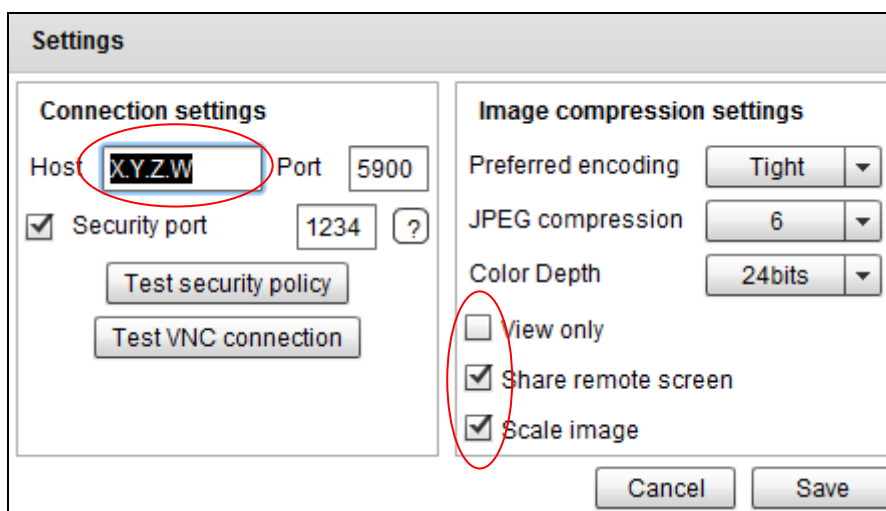 Settings
Connection settings
Host X.Y.Z.W Port 5900
Security port 1234 ?
Test security policy
Test VNC connection
Image compression settings
Preferred encoding Tight
JPEG compression 6
Color Depth 24bits
View only
Share remote screen
Scale image
Cancel Save